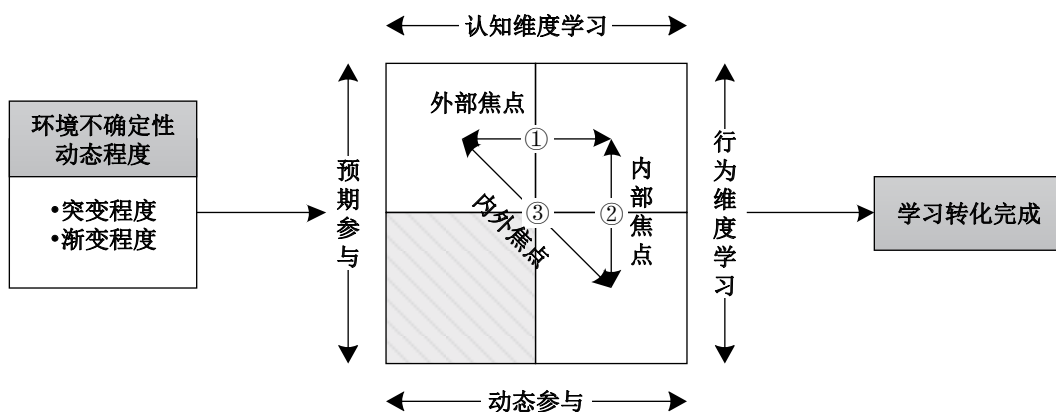 认知维度学习
环境不确定性
动态程度
•突变程度
•渐变程度
预期参与
外部焦点
①
内部焦点
②
③
内外焦点
行为维度学习
学习转化完成
动态参与